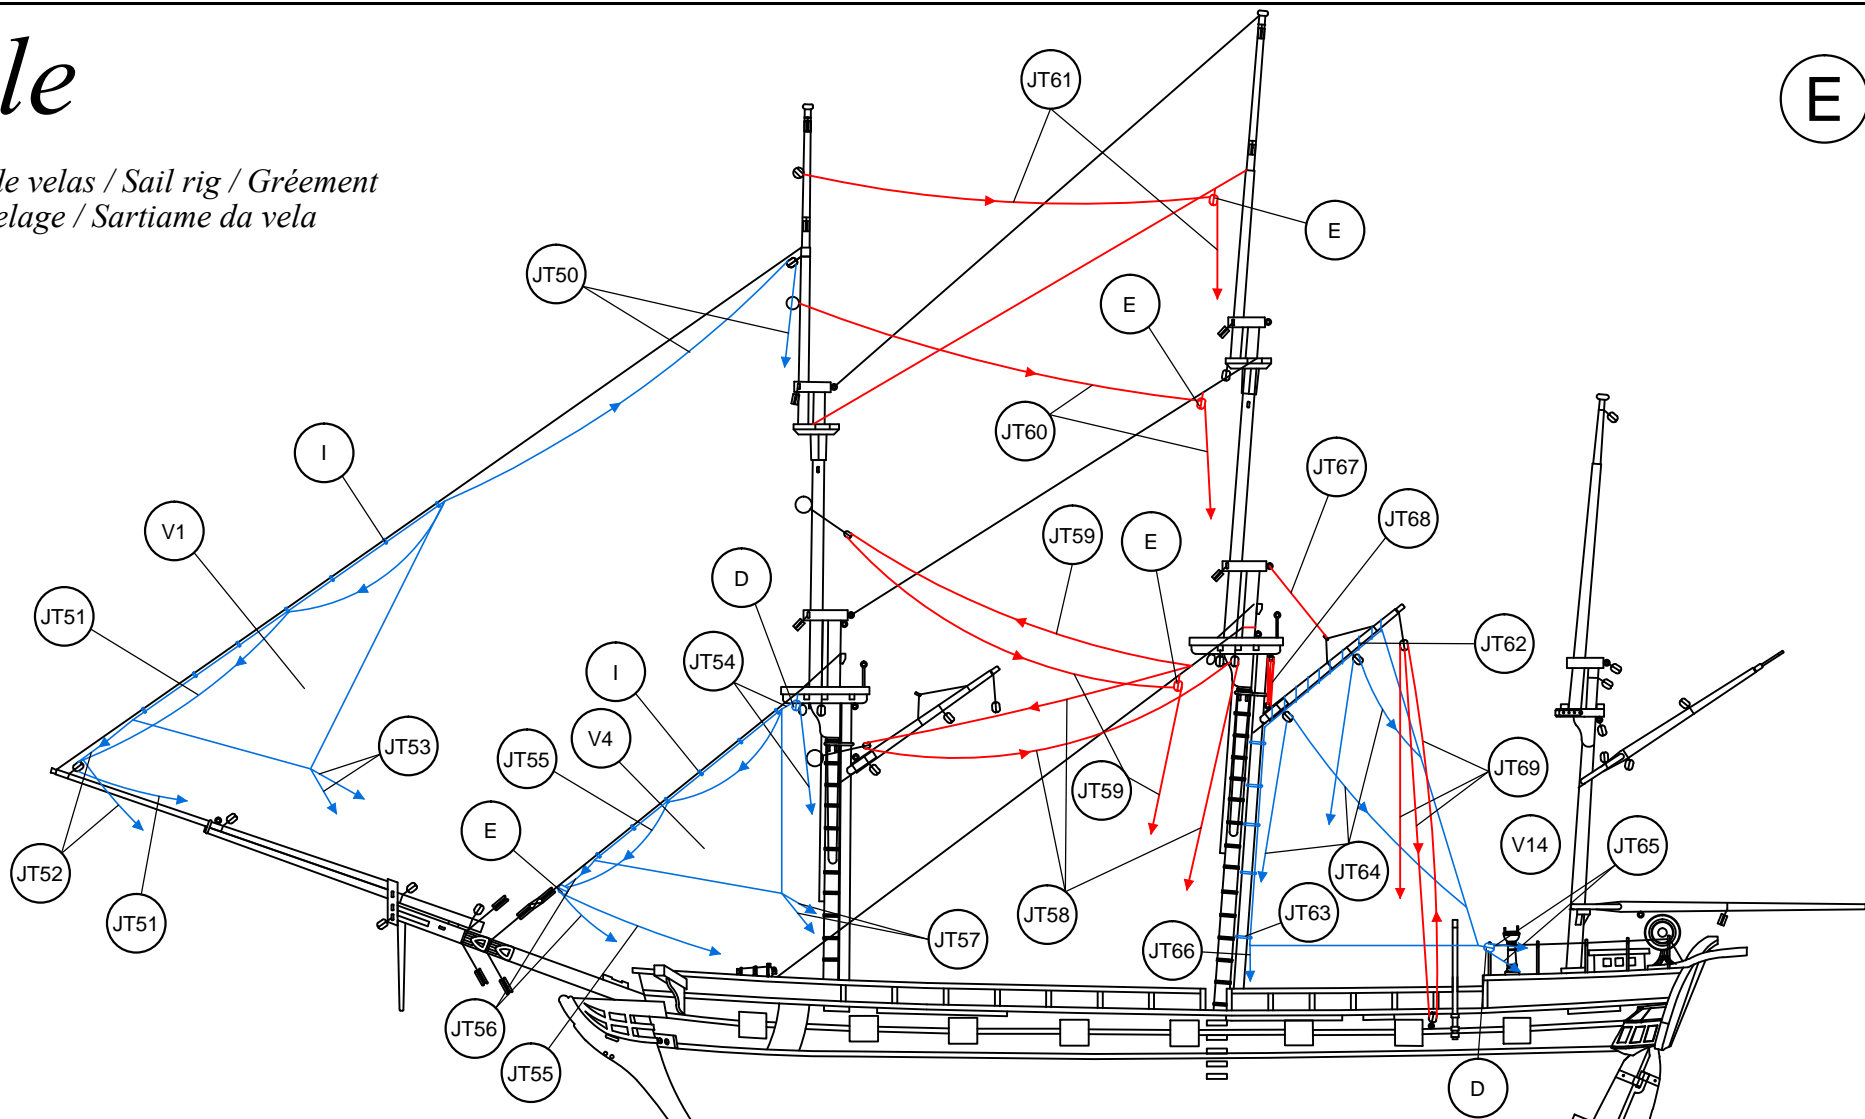 le
E
de velas / Sail rig / Gréement
elage / Sartiame da vela
JT61
E
JT50
E
JT60
I
JT67
V1
JT68
JT59
E
D
JT51
JT54
JT62
I
V4
JT53
JT55
JT59
JT69
E
V14
JT65
JT52
JT64
JT51
JT58
JT63
JT57
JT66
JT56
JT55
D